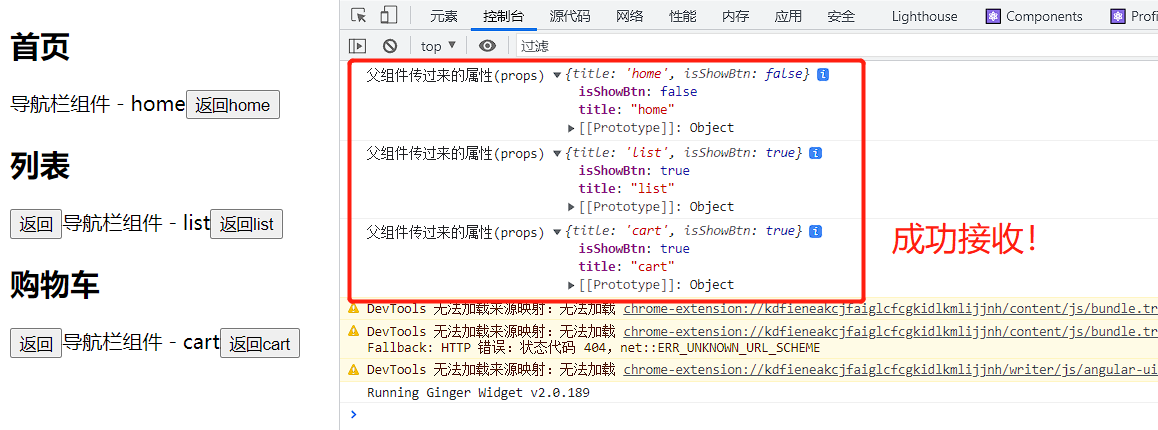 首页
导航栏组件 - home 返回home
列表
返回 导航栏组件 - list 返回list
购物车
返回 导航栏组件 - cart 返回cart
元素 控制台 源代码 网络 性能 内存 应用 安全 Lighthouse Components Profi
top ▼ 过滤
父组件传过来的属性(props) ▼{title: 'home', isShowBtn: false} i
isShowBtn: false
title: "home"
▶[[Prototype]]: Object
父组件传过来的属性(props) ▼{title: 'list', isShowBtn: true} i
isShowBtn: true
title: "list"
▶[[Prototype]]: Object
父组件传过来的属性(props) ▼{title: 'cart', isShowBtn: true} i
isShowBtn: true
title: "cart"
▶[[Prototype]]: Object
成功接收！
DevTools 无法加载来源映射：无法加载 chrome-extension://kdfieneakcjfaiglcfcgkidlkmlijjnh/content/js/bundle.tr
DevTools 无法加载来源映射：无法加载 chrome-extension://kdfieneakcjfaiglcfcgkidlkmlijjnh/content/js/bundle.tr
Fallback: HTTP 错误：状态代码 404，net::ERR_UNKNOWN_URL_SCHEME
DevTools 无法加载来源映射：无法加载 chrome-extension://kdfieneakcjfaiglcfcgkidlkmlijjnh/writer/js/angular-ui
Running Ginger Widget v2.0.189
>